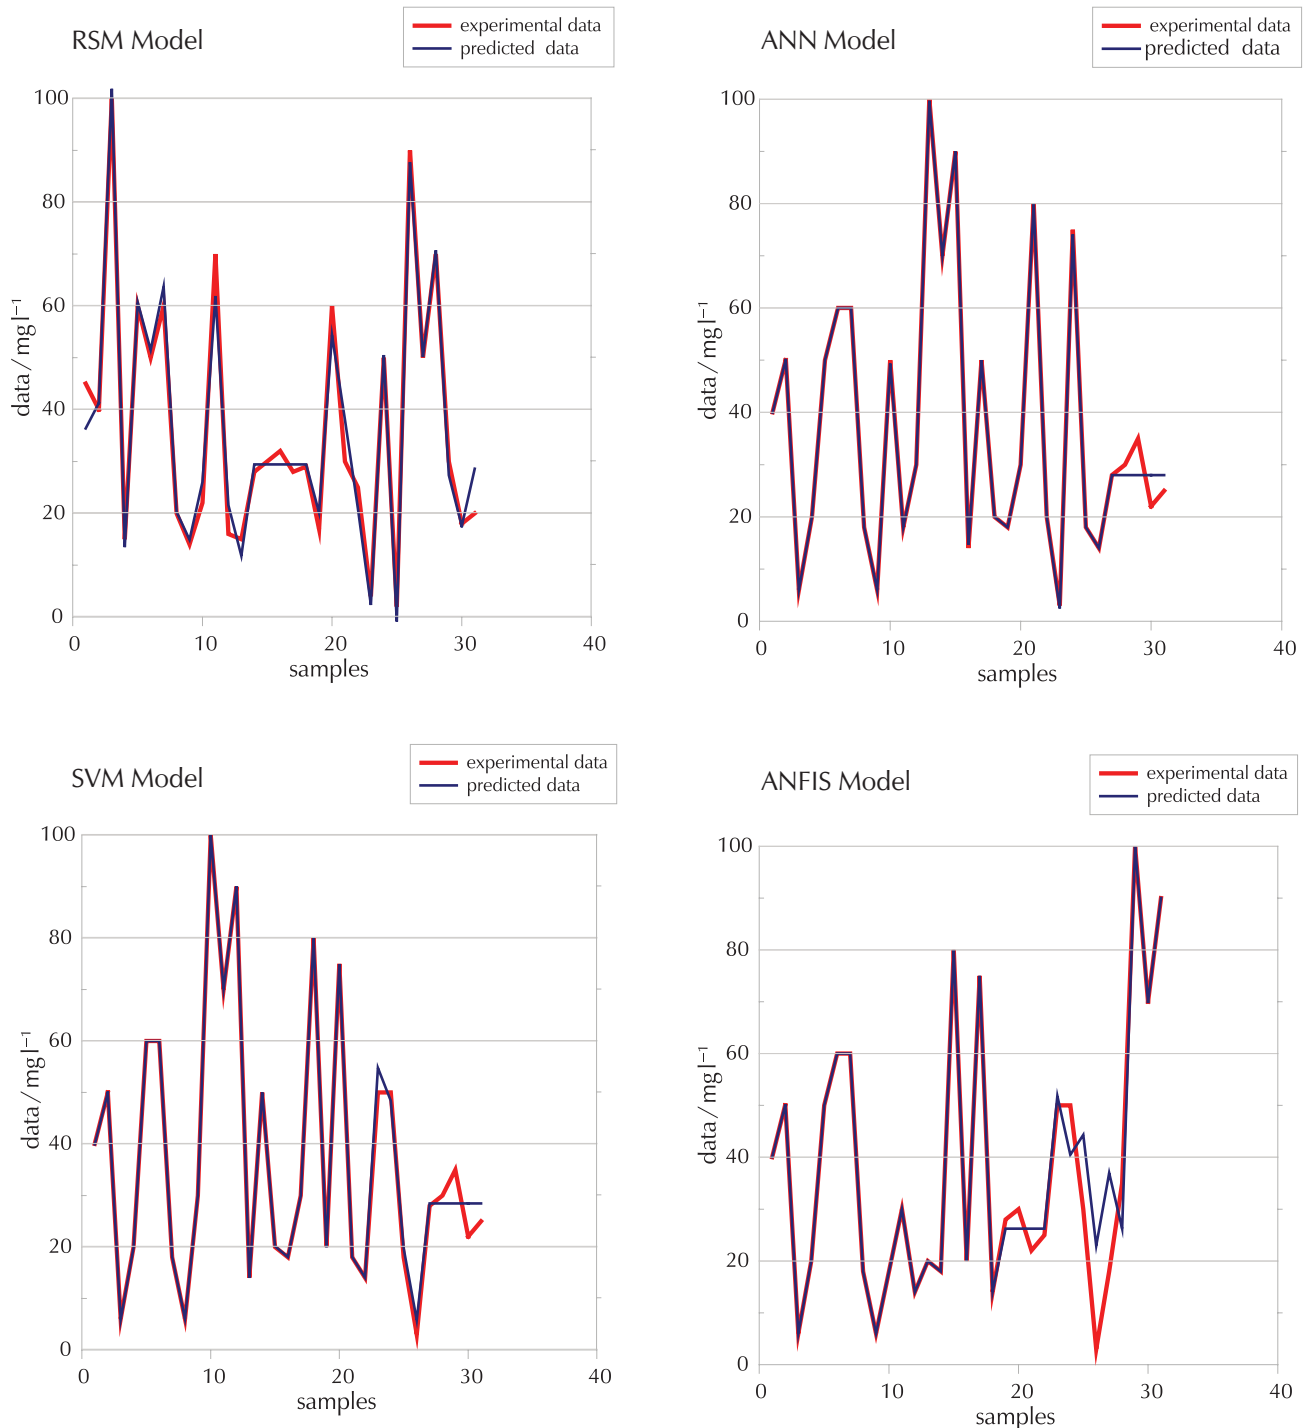 RSM Model
experimental data
predicted data
100
80
60
40
20
0
data / mg l⁻¹
0 10 20 30 40
samples
ANN Model
experimental data
predicted data
100
80
60
40
20
0
data / mg l⁻¹
0 10 20 30 40
samples
SVM Model
experimental data
predicted data
100
80
60
40
20
0
data / mg l⁻¹
0 10 20 30 40
samples
ANFIS Model
experimental data
predicted data
100
80
60
40
20
0
data / mg l⁻¹
0 10 20 30 40
samples